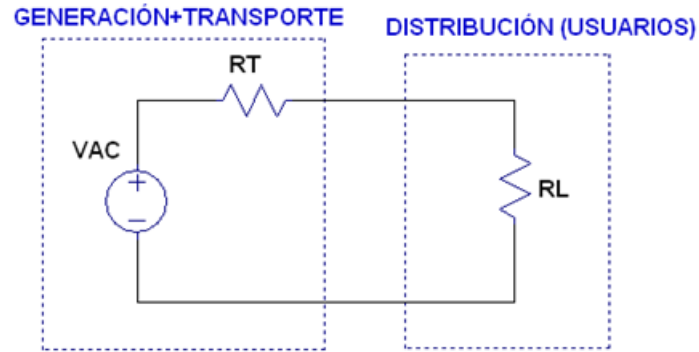 GENERACIÓN+TRANSPORTE
DISTRIBUCIÓN (USUARIOS)
RT
VAC
RL